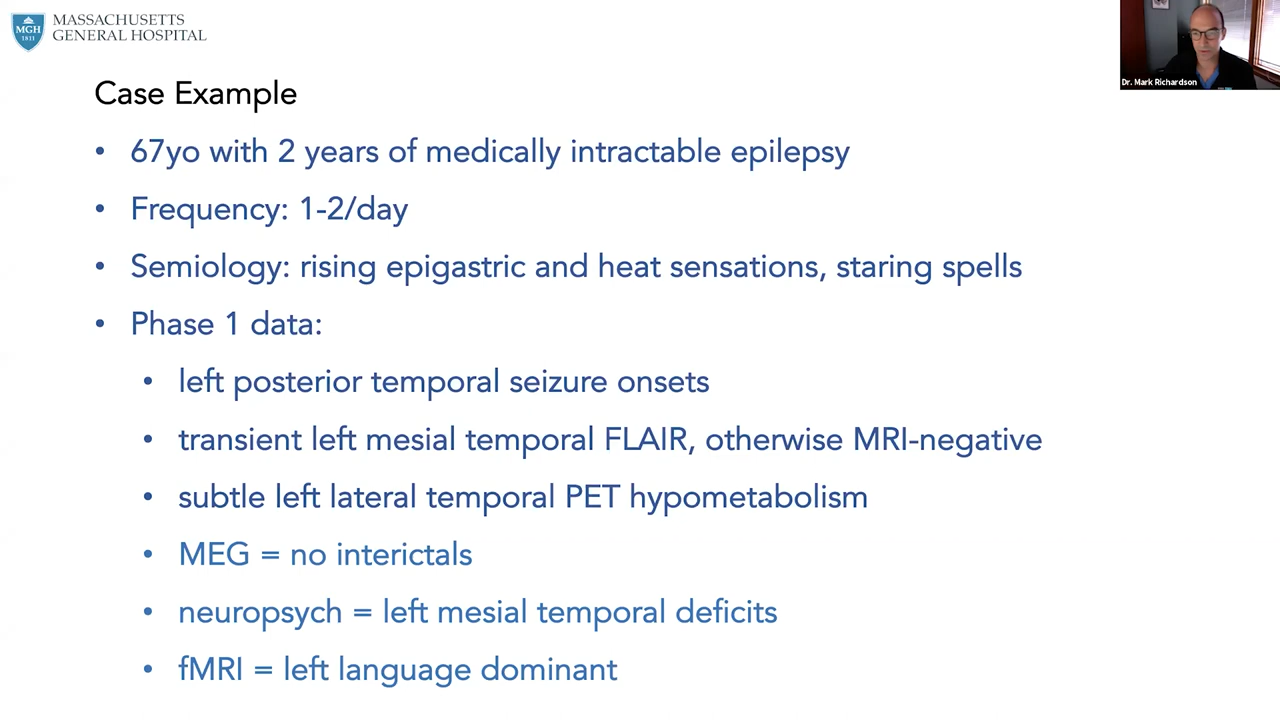 MASSACHUSETTS
GENERAL HOSPITAL
MGH
1811
Dr. Mark Richardson
Case Example
• 67yo with 2 years of medically intractable epilepsy
• Frequency: 1-2/day
• Semiology: rising epigastric and heat sensations, staring spells
• Phase 1 data:
• left posterior temporal seizure onsets
• transient left mesial temporal FLAIR, otherwise MRI-negative
• subtle left lateral temporal PET hypometabolism
• MEG = no interictals
• neuropsych = left mesial temporal deficits
• fMRI = left language dominant